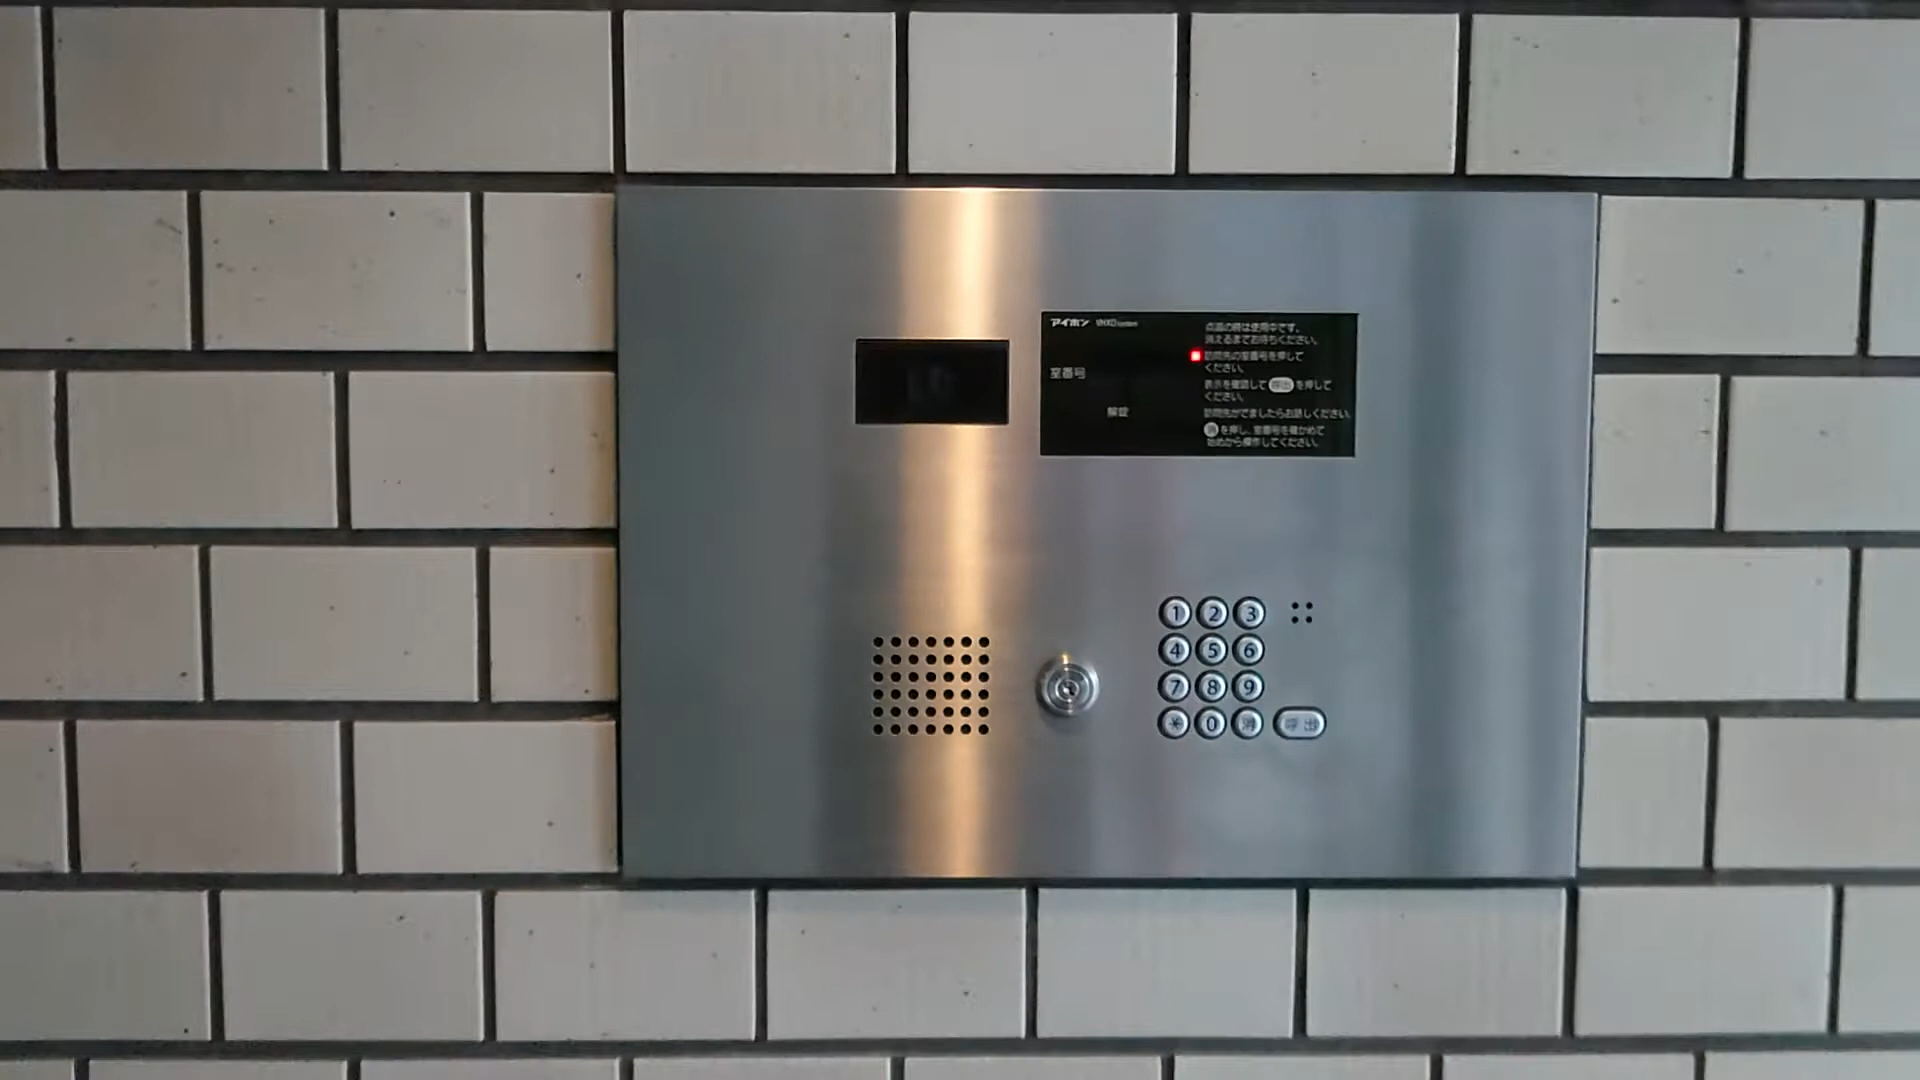 アイホン VHXD system
点滅の時は使用中です。
消えるまでお待ちください。
訪問先の室番号を押して
ください。
室番号
表示を確認して 呼出 を押して
ください。
解錠
訪問先がでましたらお話しください。
消 を押し、室番号を確かめて
始めから操作してください。
1 2 3
4 5 6
7 8 9
* 0 消 呼出